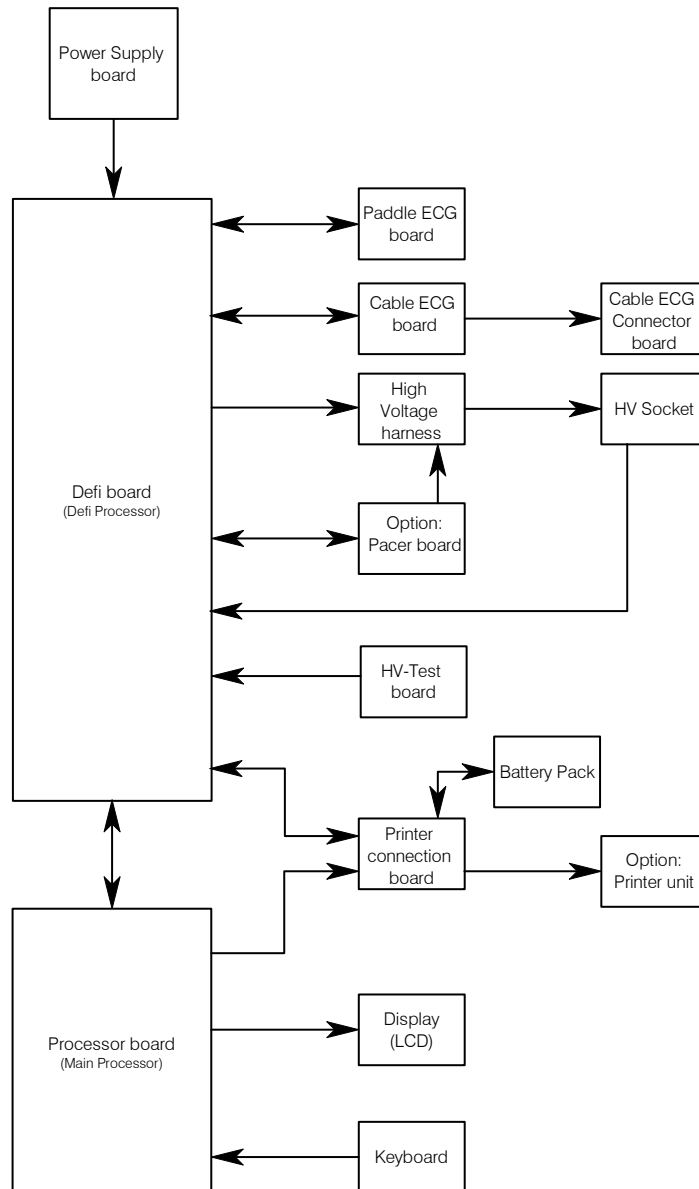 Power Supply
board
Paddle ECG
board
Cable ECG
board
Cable ECG
Connector
board
High
Voltage
harness
HV Socket
Defi board
(Defi Processor)
Option:
Pacer board
HV-Test
board
Battery Pack
Printer
connection
board
Option:
Printer unit
Processor board
(Main Processor)
Display
(LCD)
Keyboard